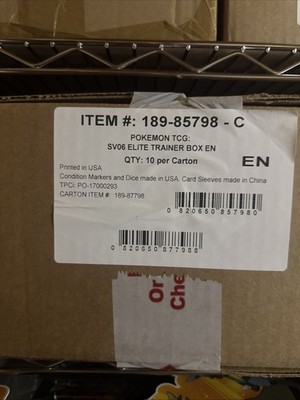 ITEM #: 189-85798 - C
POKEMON TCG:
SV06 ELITE TRAINER BOX EN
QTY: 10 per Carton
EN
Printed in USA
Condition Markers and Dice made in USA. Card Sleeves made in China
TPCi: PO-17000293
CARTON ITEM #: 189-87798
0 820650 857980
0 820650 877988
Or
Che